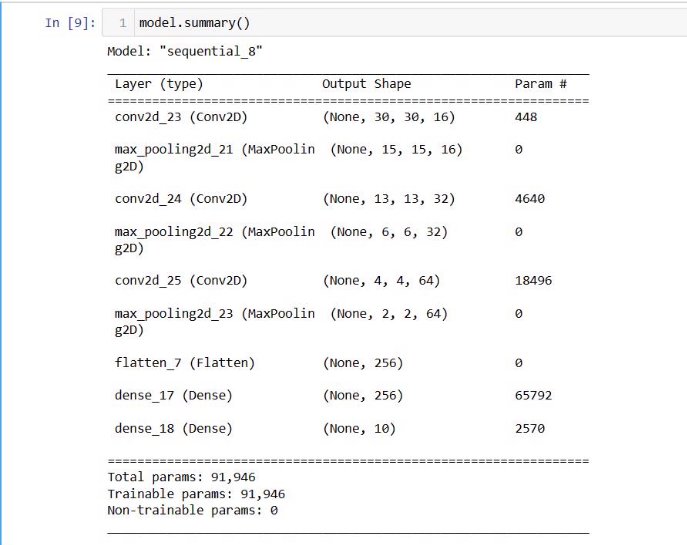 In [9]: 1 model.summary()
Model: "sequential_8"
Layer (type) Output Shape Param #
=================================================================
conv2d_23 (Conv2D) (None, 30, 30, 16) 448
max_pooling2d_21 (MaxPoolin (None, 15, 15, 16) 0
g2D)
conv2d_24 (Conv2D) (None, 13, 13, 32) 4640
max_pooling2d_22 (MaxPoolin (None, 6, 6, 32) 0
g2D)
conv2d_25 (Conv2D) (None, 4, 4, 64) 18496
max_pooling2d_23 (MaxPoolin (None, 2, 2, 64) 0
g2D)
flatten_7 (Flatten) (None, 256) 0
dense_17 (Dense) (None, 256) 65792
dense_18 (Dense) (None, 10) 2570
=================================================================
Total params: 91,946
Trainable params: 91,946
Non-trainable params: 0